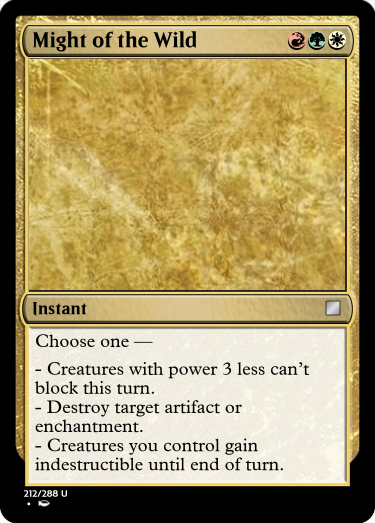 Might of the Wild
Instant
Choose one —
- Creatures with power 3 less can't
block this turn.
- Destroy target artifact or
enchantment.
- Creatures you control gain
indestructible until end of turn.
212/288 U